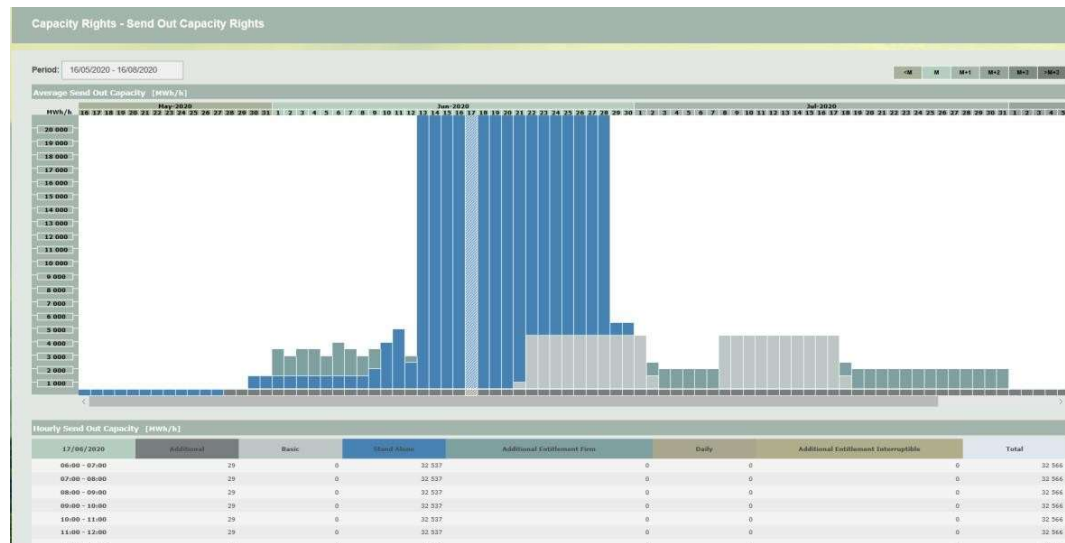 Capacity Rights - Send Out Capacity Rights
Period: 16/05/2020 - 16/08/2020
<M M M+1 M+2 M+3 >M+3
Average Send Out Capacity [MWh/h]
May-2020 Jun-2020 Jul-2020
MWh/h 16 17 18 19 20 21 22 23 24 25 26 27 28 29 30 31 1 2 3 4 5 6 7 8 9 10 11 12 13 14 15 16 17 18 19 20 21 22 23 24 25 26 27 28 29 30 1 2 3 4 5 6 7 8 9 10 11 12 13 14 15 16 17 18 19 20 21 22 23 24 25 26 27 28 29 30 31 1 2 3 4 5
20 000
19 000
18 000
17 000
16 000
15 000
14 000
13 000
12 000
11 000
10 000
9 000
8 000
7 000
6 000
5 000
4 000
3 000
2 000
1 000
Hourly Send Out Capacity [MWh/h]
17/06/2020 Additional Basic Stand Alone Additional Entitlement Firm Daily Additional Entitlement Interruptible Total
06:00 - 07:00 29 0 32 537 0 0 0 32 566
07:00 - 08:00 29 0 32 537 0 0 0 32 566
08:00 - 09:00 29 0 32 537 0 0 0 32 566
09:00 - 10:00 29 0 32 537 0 0 0 32 566
10:00 - 11:00 29 0 32 537 0 0 0 32 566
11:00 - 12:00 29 0 32 537 0 0 0 32 566